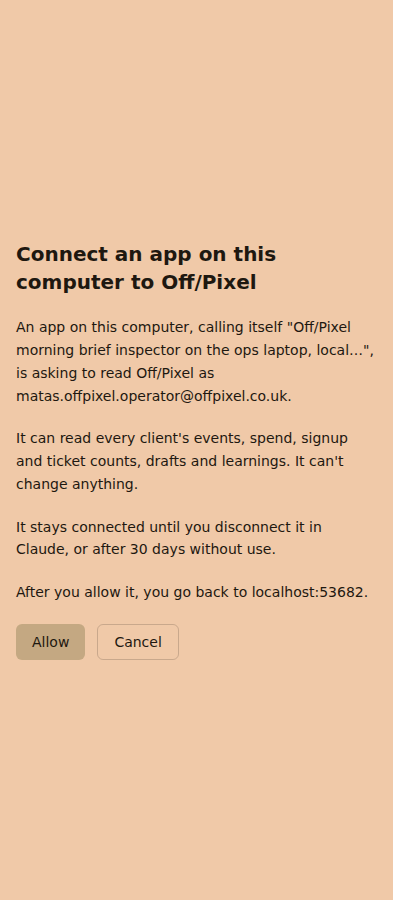 Connect an app on this
computer to Off/Pixel
An app on this computer, calling itself "Off/Pixel
morning brief inspector on the ops laptop, local…",
is asking to read Off/Pixel as
matas.offpixel.operator@offpixel.co.uk.
It can read every client's events, spend, signup
and ticket counts, drafts and learnings. It can't
change anything.
It stays connected until you disconnect it in
Claude, or after 30 days without use.
After you allow it, you go back to localhost:53682.
Allow
Cancel